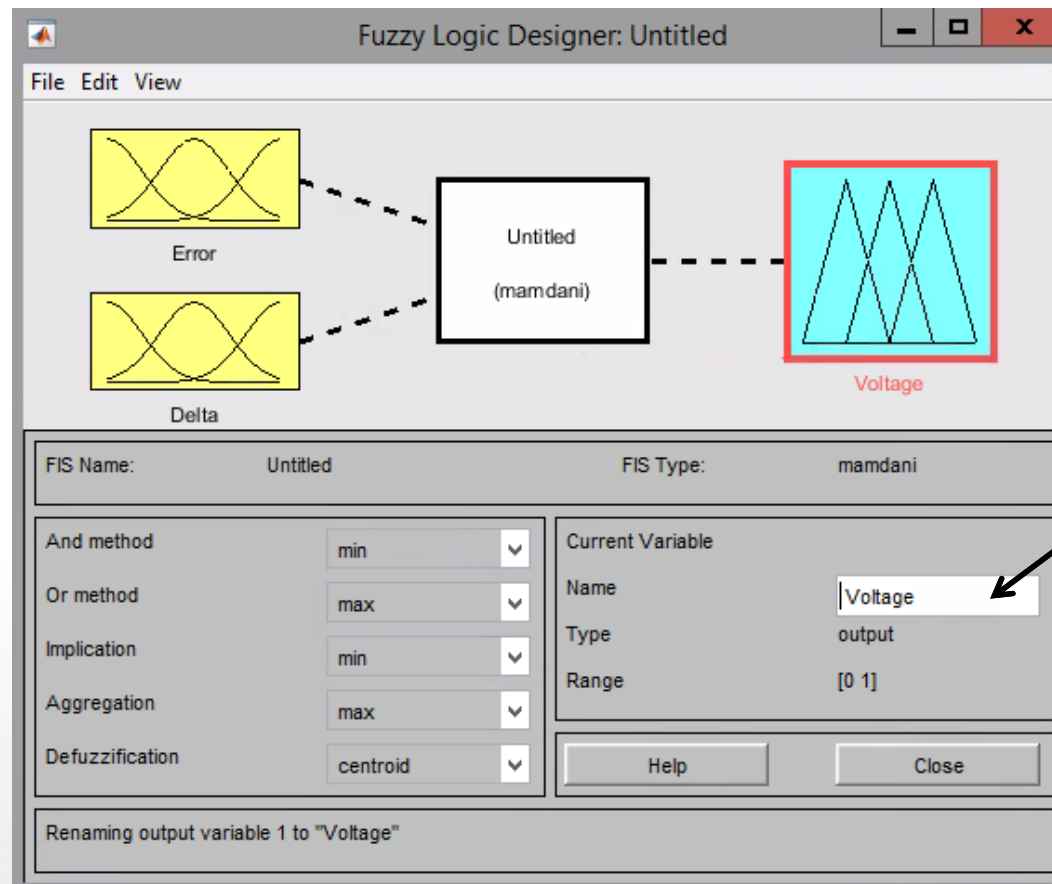 Fuzzy Logic Designer: Untitled
File Edit View
Error
Delta
Untitled
(mamdani)
Voltage
FIS Name: Untitled FIS Type: mamdani
And method min
Or method max
Implication min
Aggregation max
Defuzzification centroid
Current Variable
Name Voltage
Type output
Range [0 1]
Help Close
Renaming output variable 1 to "Voltage"